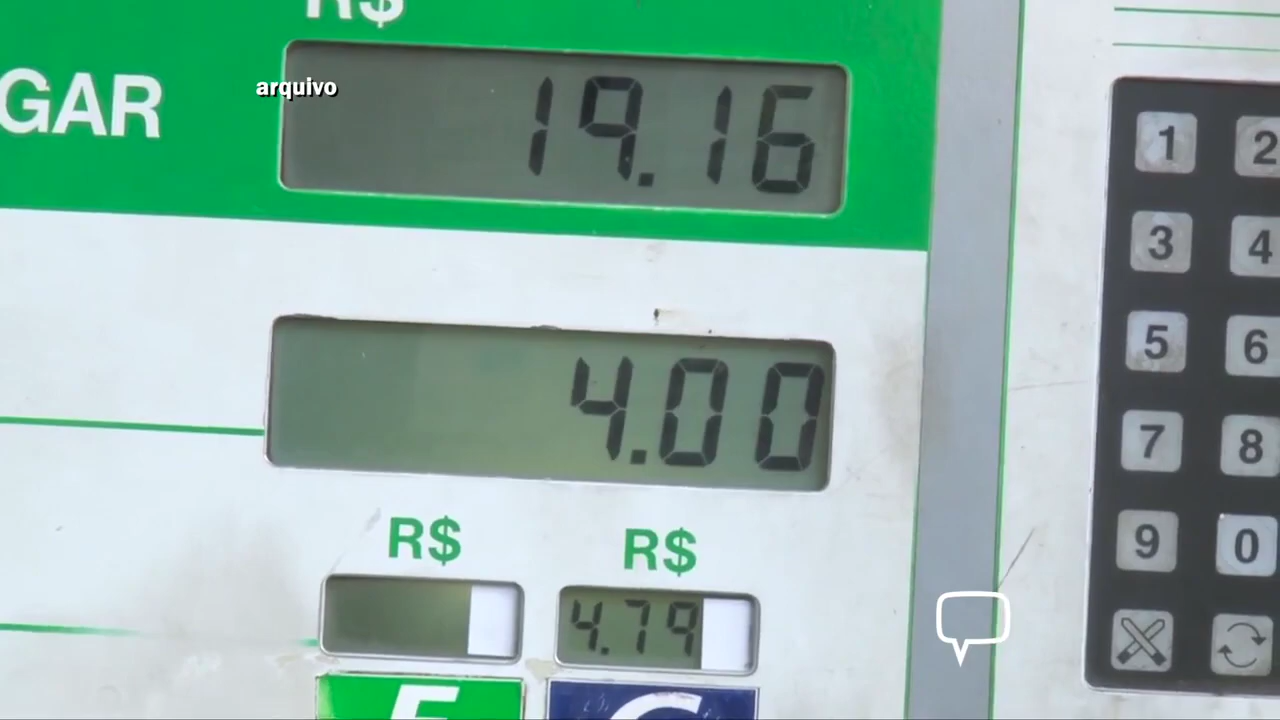 R$
GAR
arquivo
19.16
4.00
R$ R$
4.79
E G
1 2
3 4
5 6
7 8
9 0